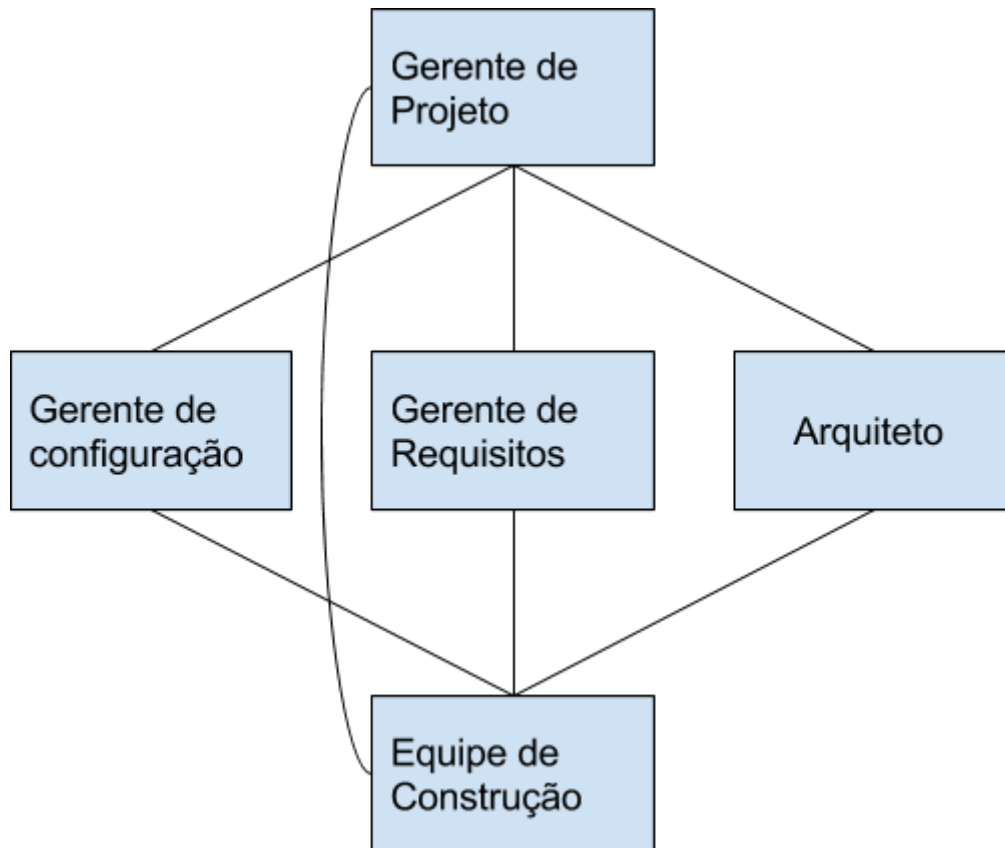 Gerente de
Projeto
Gerente de
configuração
Gerente de
Requisitos
Arquiteto
Equipe de
Construção